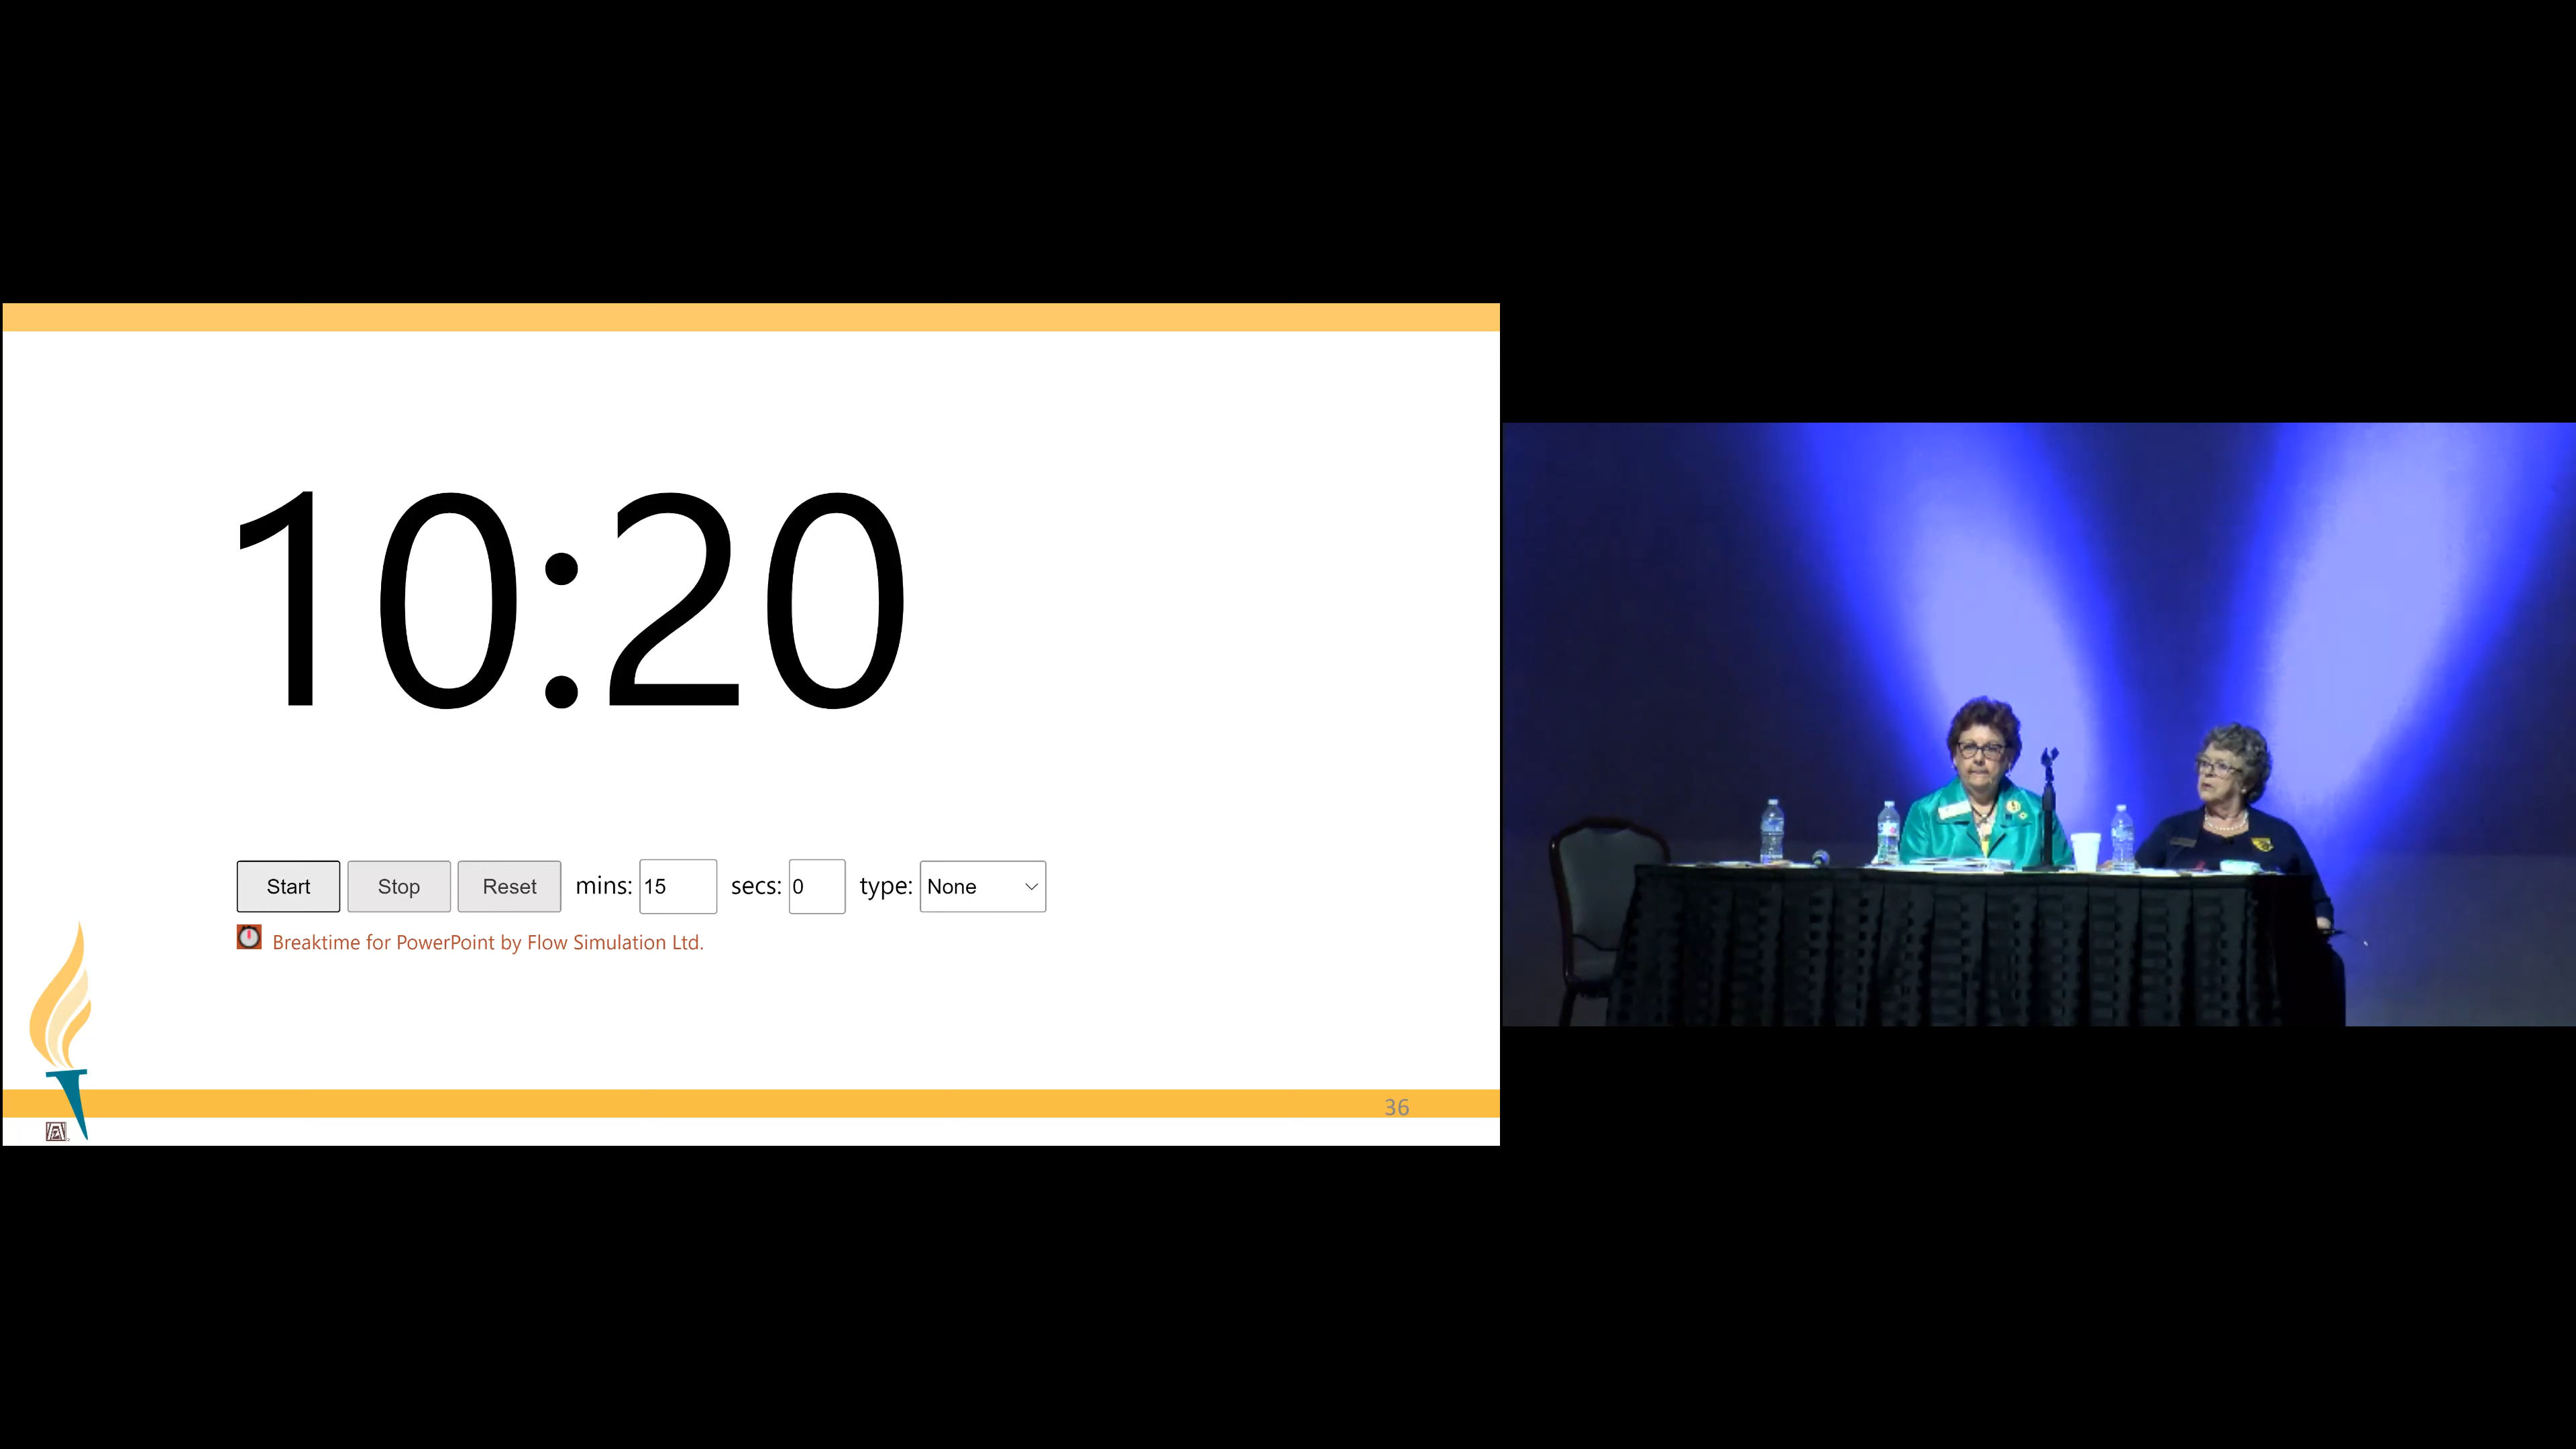 10:20
Start Stop Reset mins: 15 secs: 0 type: None
Breaktime for PowerPoint by Flow Simulation Ltd.
36